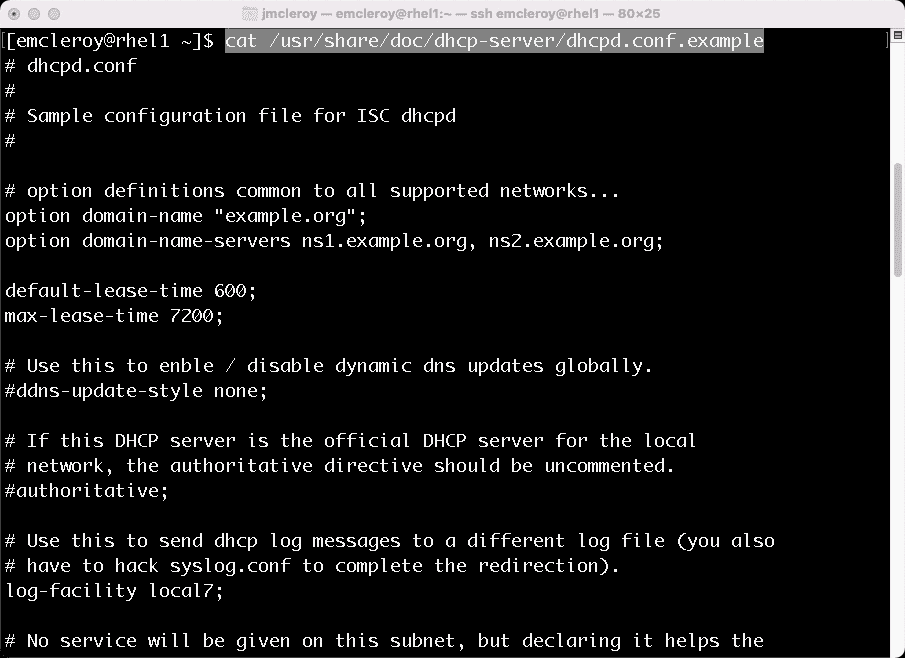 jmcleroy — emcleroy@rhel1:~ — ssh emcleroy@rhel1 — 80×25
[[emcleroy@rhel1 ~]$ cat /usr/share/doc/dhcp-server/dhcpd.conf.example ]
# dhcpd.conf
#
# Sample configuration file for ISC dhcpd
#
# option definitions common to all supported networks...
option domain-name "example.org";
option domain-name-servers ns1.example.org, ns2.example.org;
default-lease-time 600;
max-lease-time 7200;
# Use this to enble / disable dynamic dns updates globally.
#ddns-update-style none;
# If this DHCP server is the official DHCP server for the local
# network, the authoritative directive should be uncommented.
#authoritative;
# Use this to send dhcp log messages to a different log file (you also
# have to hack syslog.conf to complete the redirection).
log-facility local7;
# No service will be given on this subnet, but declaring it helps the